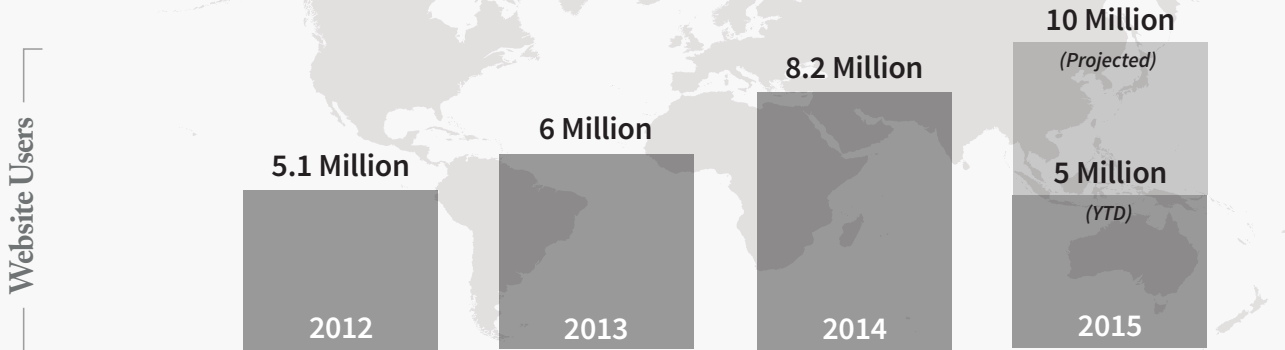 Website Users
5.1 Million
2012
6 Million
2013
8.2 Million
2014
10 Million
(Projected)
5 Million
(YTD)
2015